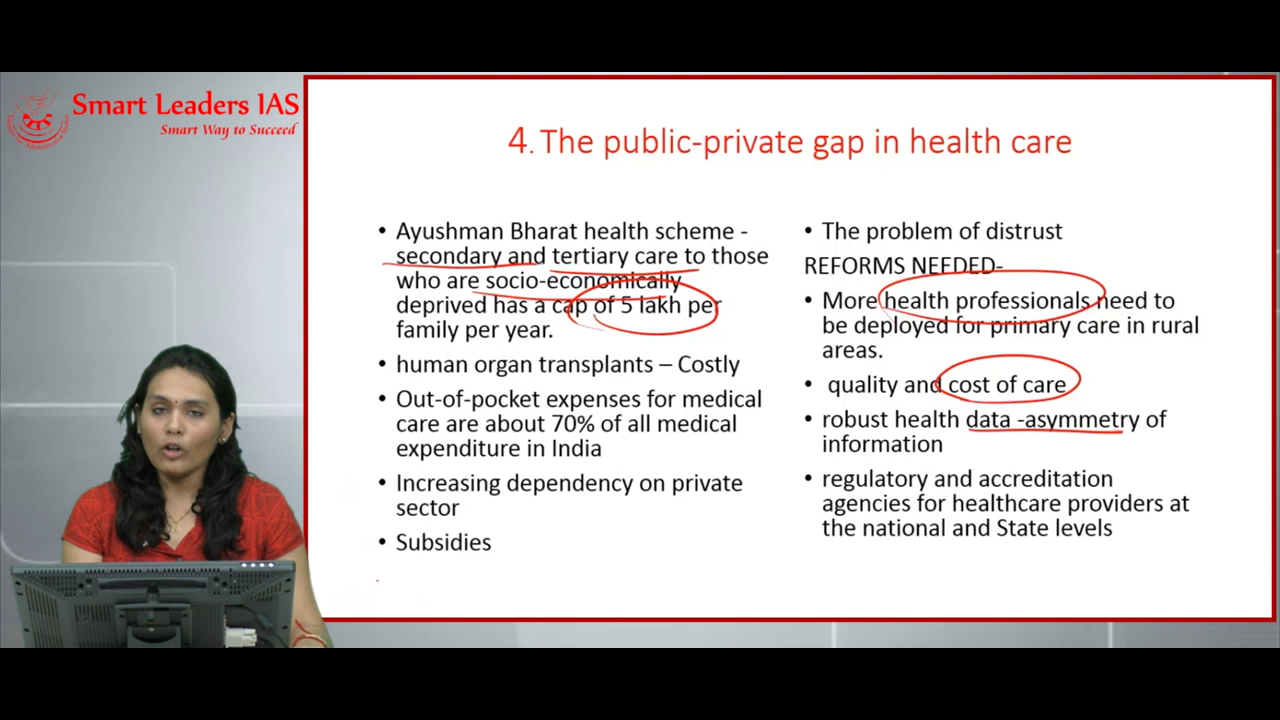 Smart Leaders IAS
Smart Way to Succeed
4. The public-private gap in health care
• Ayushman Bharat health scheme -
secondary and tertiary care to those
who are socio-economically
deprived has a cap of 5 lakh per
family per year.
• human organ transplants – Costly
• Out-of-pocket expenses for medical
care are about 70% of all medical
expenditure in India
• Increasing dependency on private
sector
• Subsidies
• The problem of distrust
REFORMS NEEDED-
• More health professionals need to
be deployed for primary care in rural
areas.
• quality and cost of care
• robust health data -asymmetry of
information
• regulatory and accreditation
agencies for healthcare providers at
the national and State levels